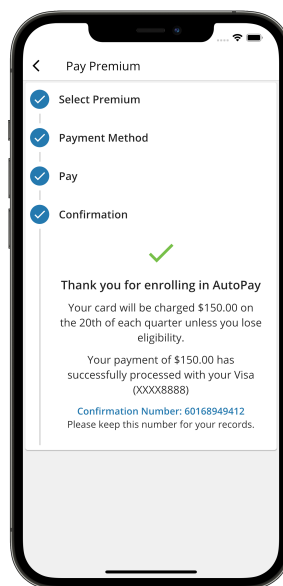 Pay Premium
Select Premium
Payment Method
Pay
Confirmation
Thank you for enrolling in AutoPay
Your card will be charged $150.00 on
the 20th of each quarter unless you lose
eligibility.
Your payment of $150.00 has
successfully processed with your Visa
(XXXX8888)
Confirmation Number: 60168949412
Please keep this number for your records.